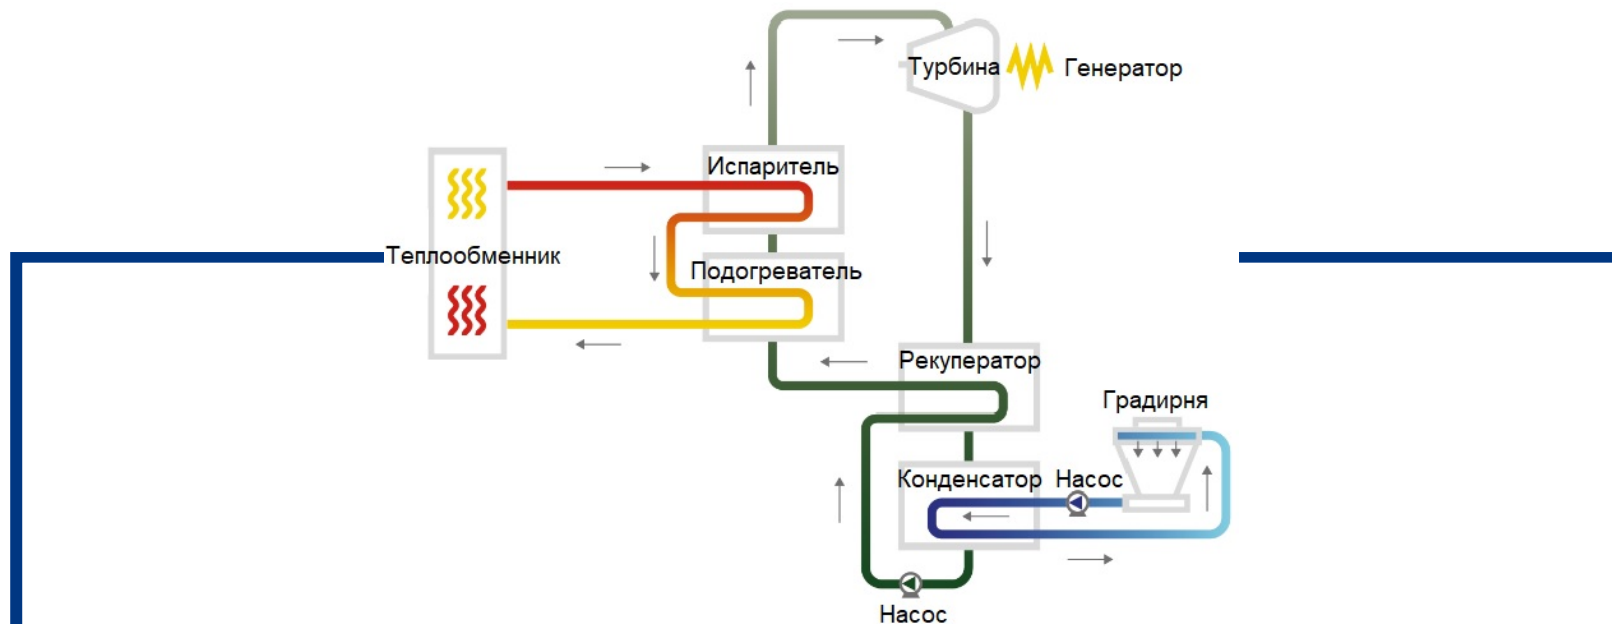 Турбина
Генератор
Испаритель
Теплообменник
Подогреватель
Рекуператор
Градирня
Конденсатор
Насос
Насос